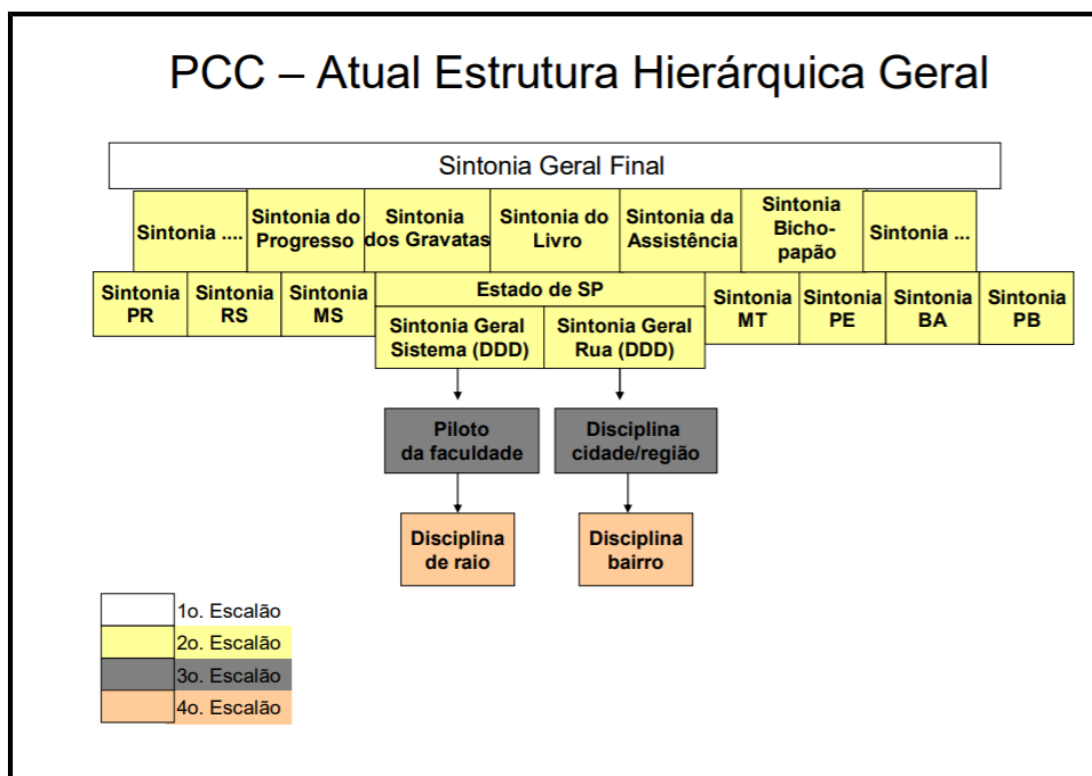 PCC – Atual Estrutura Hierárquica Geral
Sintonia Geral Final
Sintonia ....
Sintonia do
Progresso
Sintonia
dos Gravatas
Sintonia do
Livro
Sintonia da
Assistência
Sintonia
Bicho-
papão
Sintonia ...
Sintonia
PR
Sintonia
RS
Sintonia
MS
Estado de SP
Sintonia Geral
Sistema (DDD)
Sintonia Geral
Rua (DDD)
Sintonia
MT
Sintonia
PE
Sintonia
BA
Sintonia
PB
Piloto
da faculdade
Disciplina
cidade/região
Disciplina
de raio
Disciplina
bairro
1o. Escalão
2o. Escalão
3o. Escalão
4o. Escalão